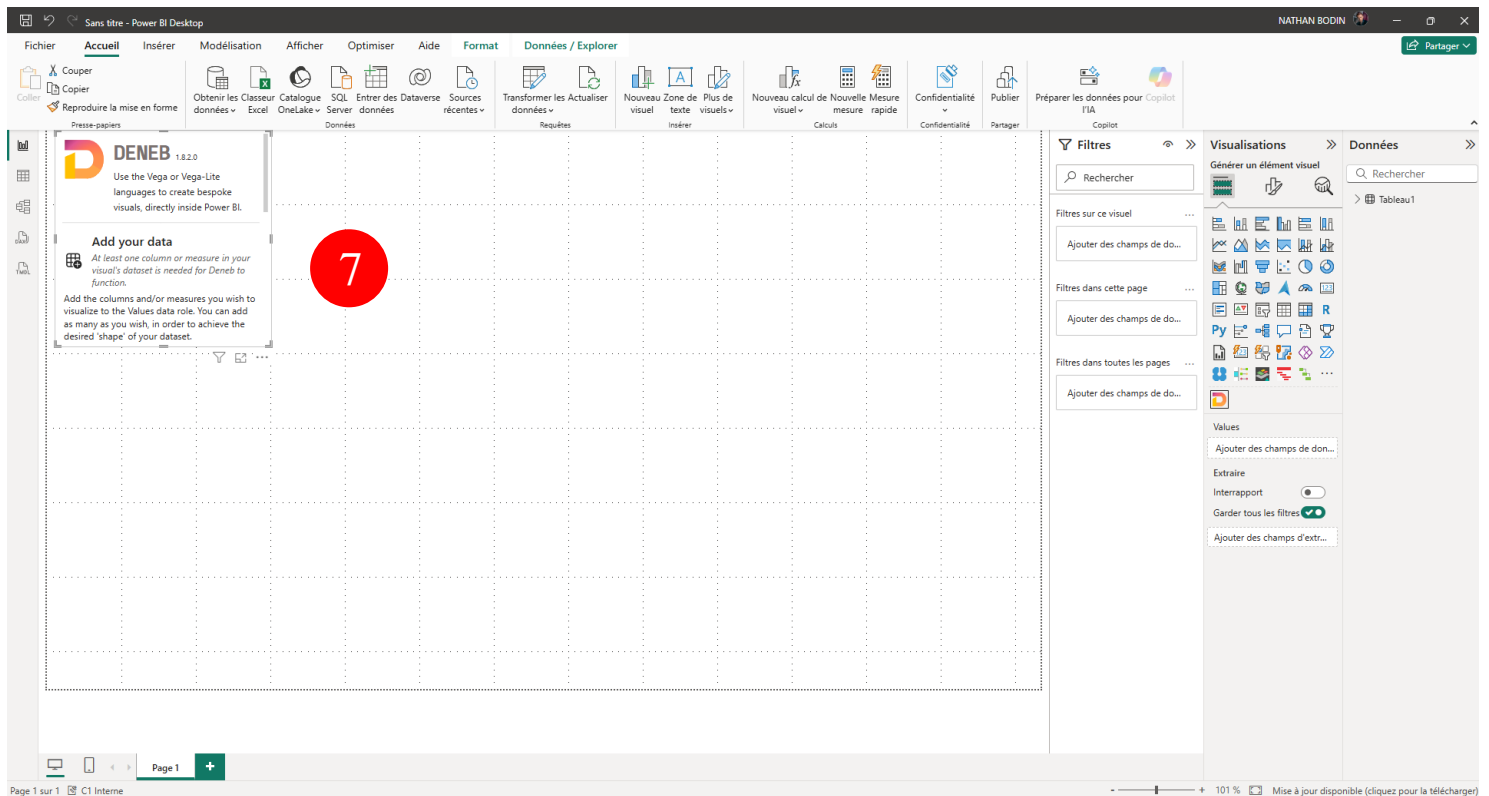 Sans titre - Power BI Desktop
NATHAN BODIN
Fichier Accueil Insérer Modélisation Afficher Optimiser Aide Format Données / Explorer
Partager
Coller
Couper
Copier
Reproduire la mise en forme
Presse-papiers
Obtenir les données
Classeur Excel
Catalogue OneLake
SQL Server
Entrer des données
Dataverse
Sources récentes
Données
Transformer les données
Actualiser
Requêtes
Nouveau visuel
Zone de texte
Plus de visuels
Insérer
Nouveau calcul de visuel
Nouvelle mesure
Mesure rapide
Calculs
Confidentialité
Confidentialité
Publier
Partager
Préparer les données pour l'IA
Copilot
Copilot
DAX
TMDL
DENEB 1.8.2.0
Use the Vega or Vega-Lite
languages to create bespoke
visuals, directly inside Power BI.
Add your data
At least one column or measure in your
visual's dataset is needed for Deneb to
function.
Add the columns and/or measures you wish to
visualize to the Values data role. You can add
as many as you wish, in order to achieve the
desired 'shape' of your dataset.
7
Filtres
Rechercher
Filtres sur ce visuel ...
Ajouter des champs de do...
Filtres dans cette page ...
Ajouter des champs de do...
Filtres dans toutes les pages ...
Ajouter des champs de do...
Visualisations
Générer un élément visuel
123
R
Py
...
Values
Ajouter des champs de don...
Extraire
Interrapport
Garder tous les filtres
Ajouter des champs d'extr...
Données
Rechercher
Tableau1
Page 1
+
Page 1 sur 1 C1 Interne
- + 101 % Mise à jour disponible (cliquez pour la télécharger)